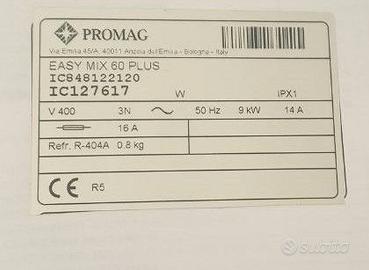 PROMAG
Via Emilia 45/A, 40011 Anzola dell'Emilia - Bologna - Italy
EASY MIX 60 PLUS
IC848122120
IC127617 W IPX1
V 400 3N 50 Hz 9 kW 14 A
16 A
Refr. R-404A 0.8 kg
CE R5
subito